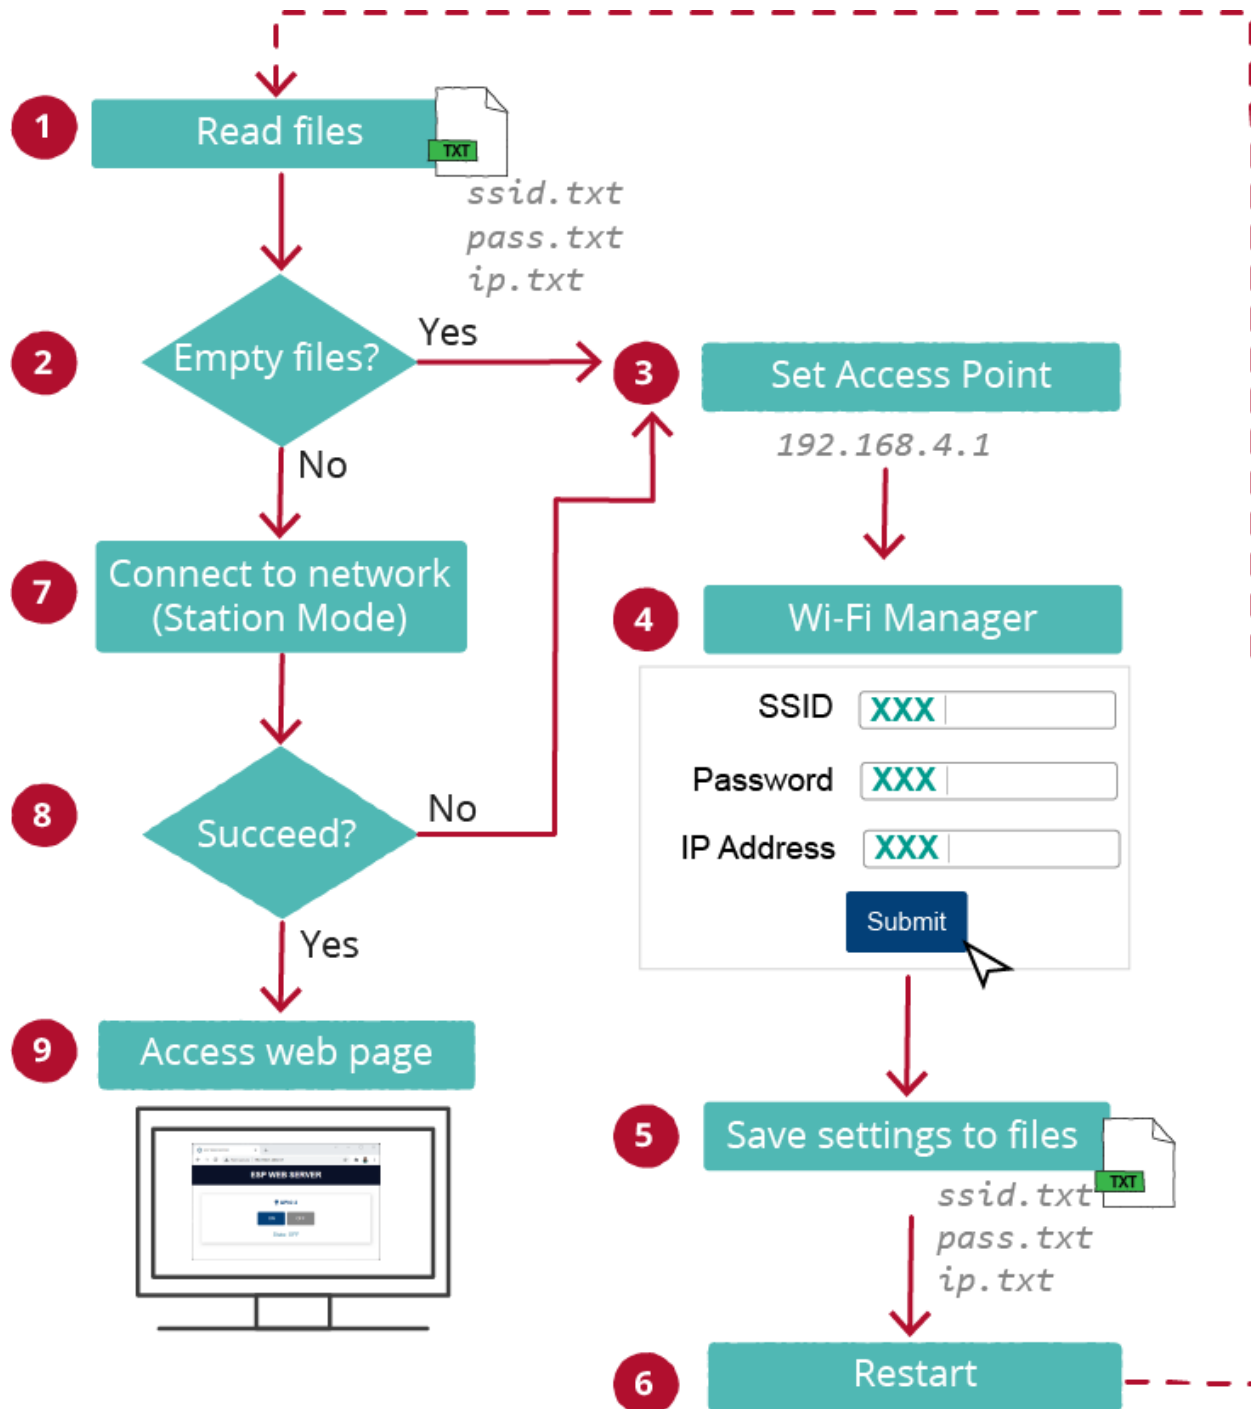 1
Read files
TXT
ssid.txt
pass.txt
ip.txt
2
Empty files?
Yes
No
3
Set Access Point
192.168.4.1
7
Connect to network
(Station Mode)
4
Wi-Fi Manager
SSID XXX
Password XXX
IP Address XXX
Submit
8
Succeed?
No
Yes
9
Access web page
ESP WEB SERVER
5
Save settings to files
TXT
ssid.txt
pass.txt
ip.txt
6
Restart